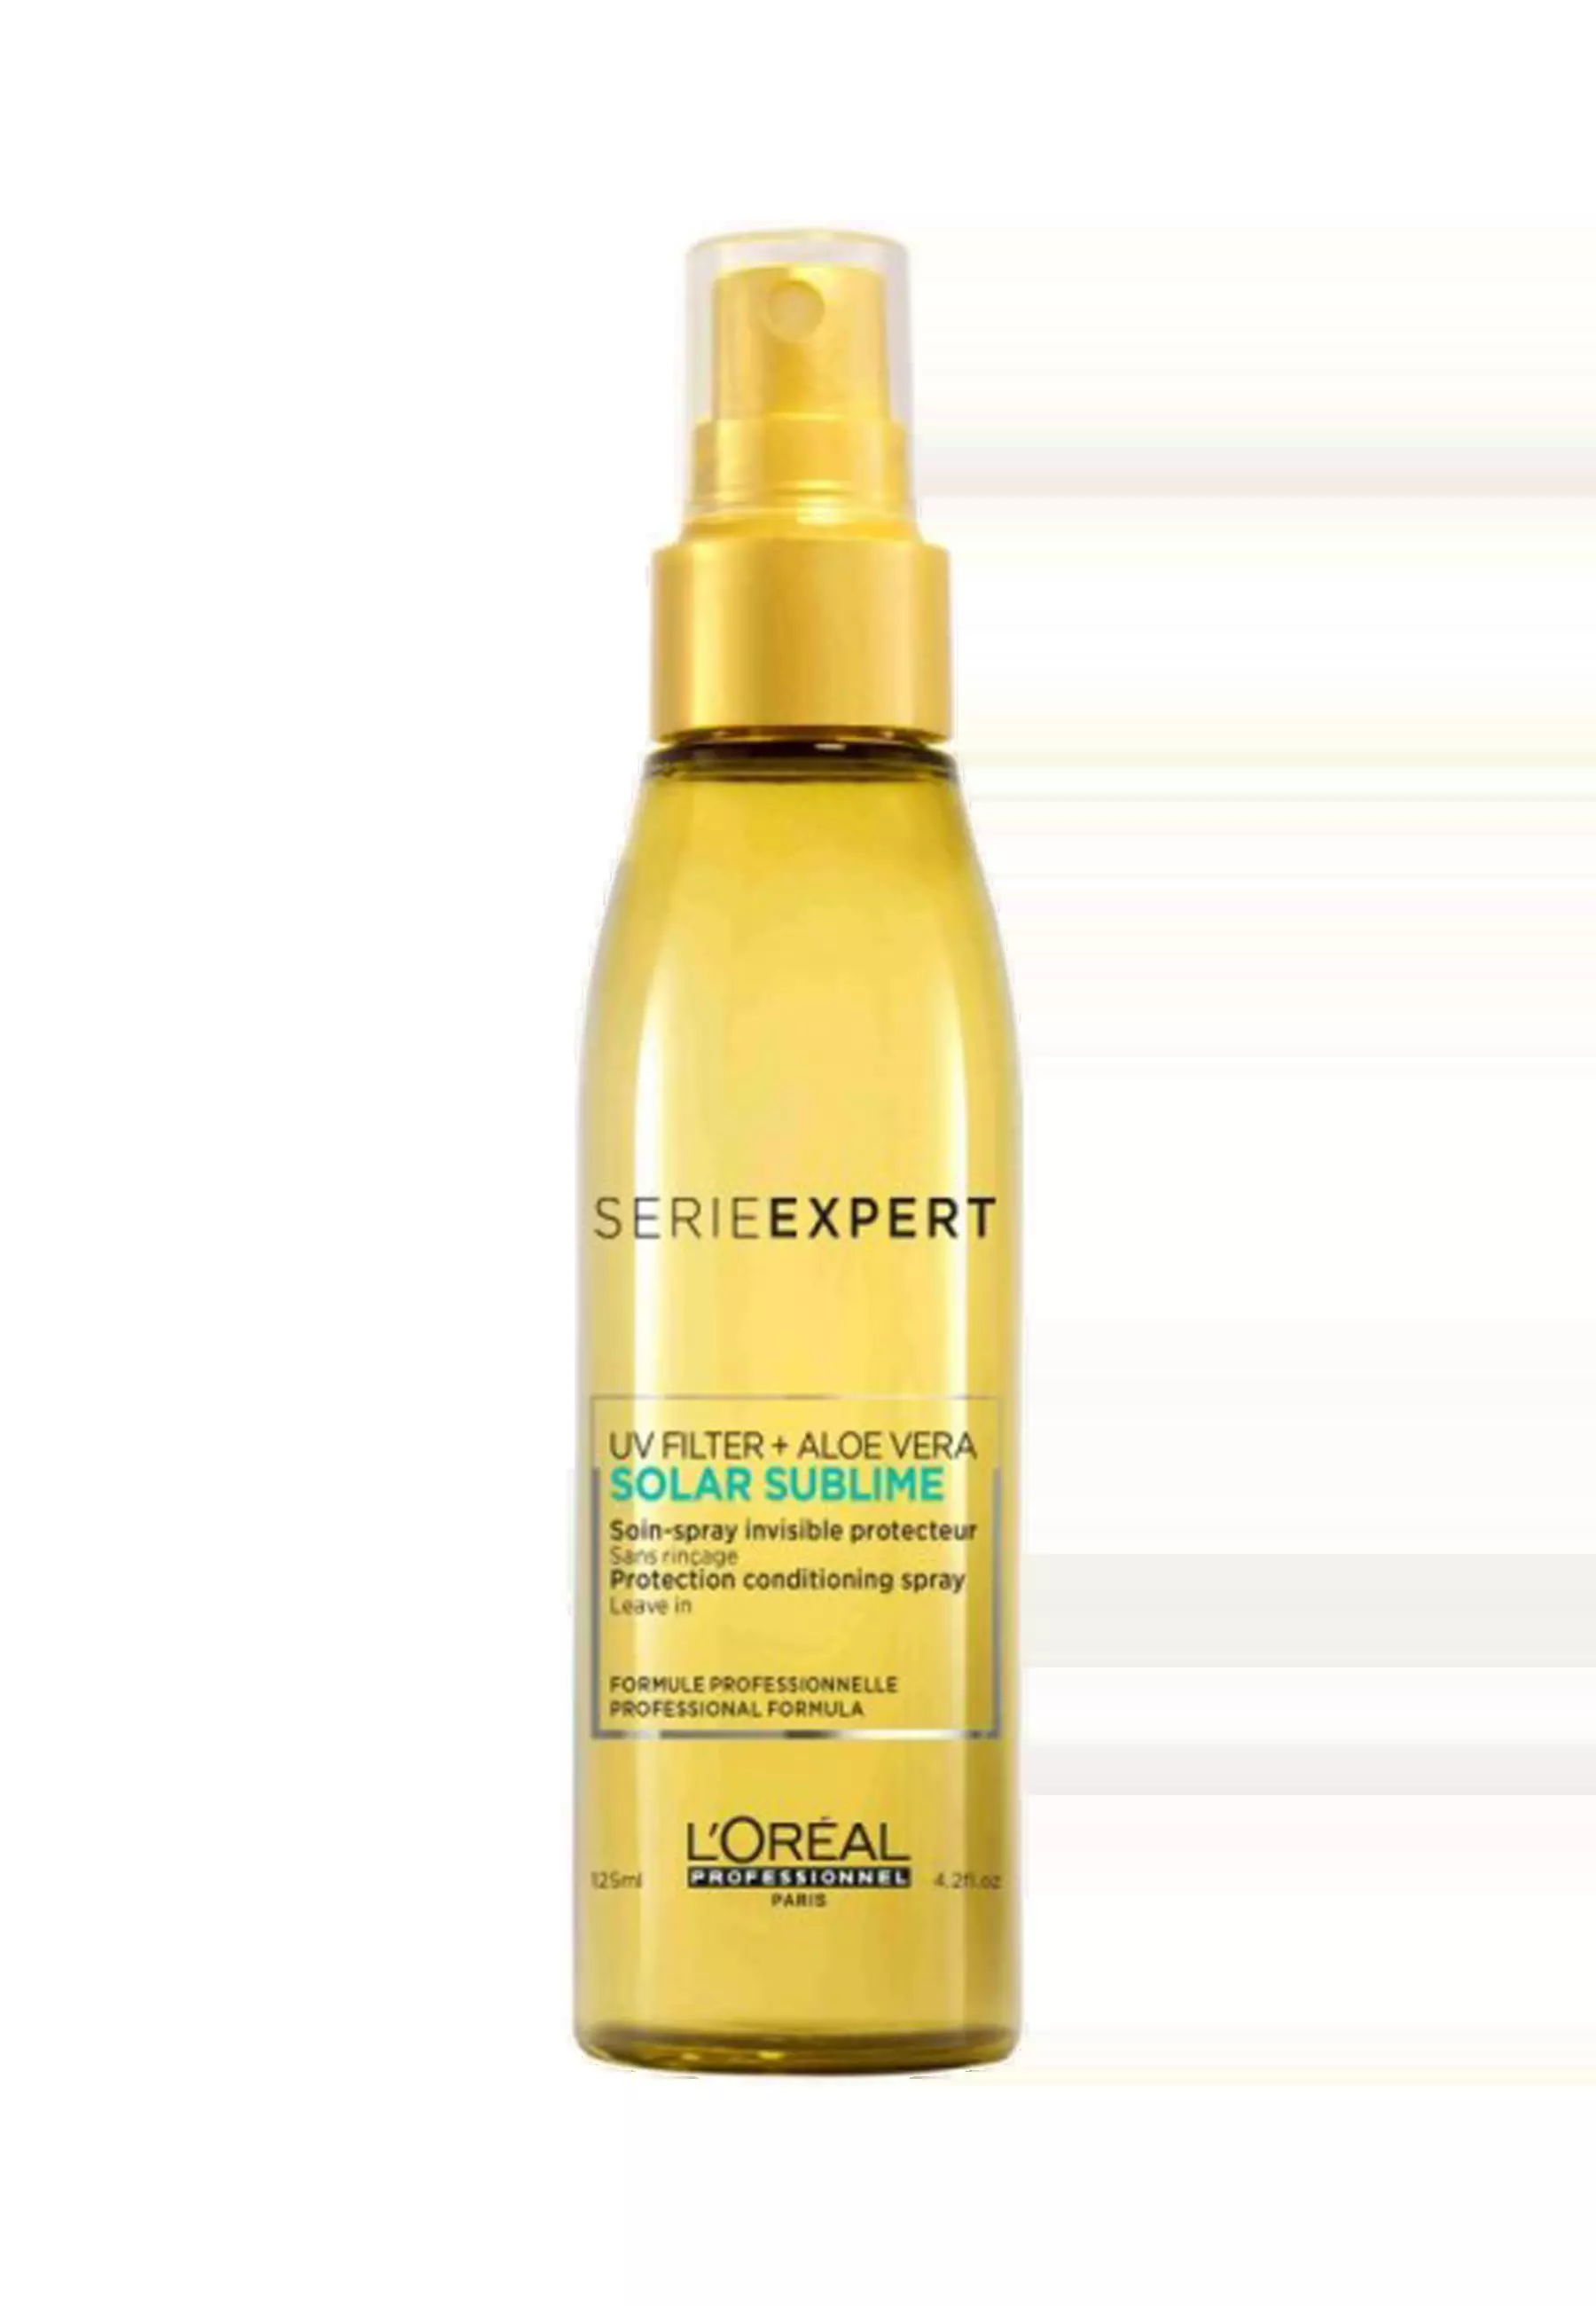 SERIEEXPERT
UV FILTER + ALOE VERA
SOLAR SUBLIME
Soin-spray invisible protecteur
Sans rinçage
Protection conditioning spray
Leave in
FORMULE PROFESSIONNELLE
PROFESSIONAL FORMULA
L'ORÉAL
125ml PROFESSIONNEL 4.2fl.oz
PARIS